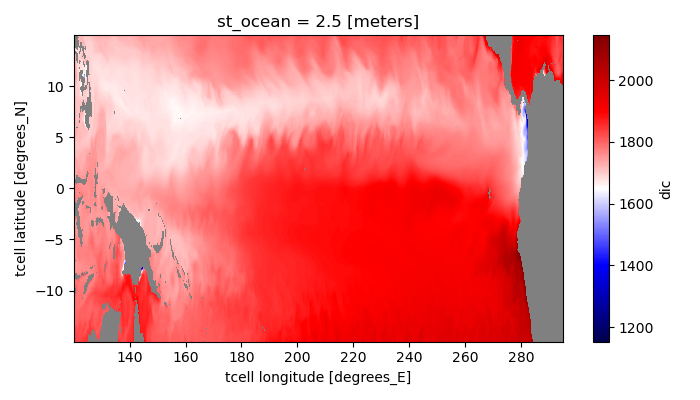 st_ocean = 2.5 [meters]
10
5
0
−5
−10
tcell latitude [degrees_N]
140 160 180 200 220 240 260 280
tcell longitude [degrees_E]
2000
1800
1600
1400
1200
dic